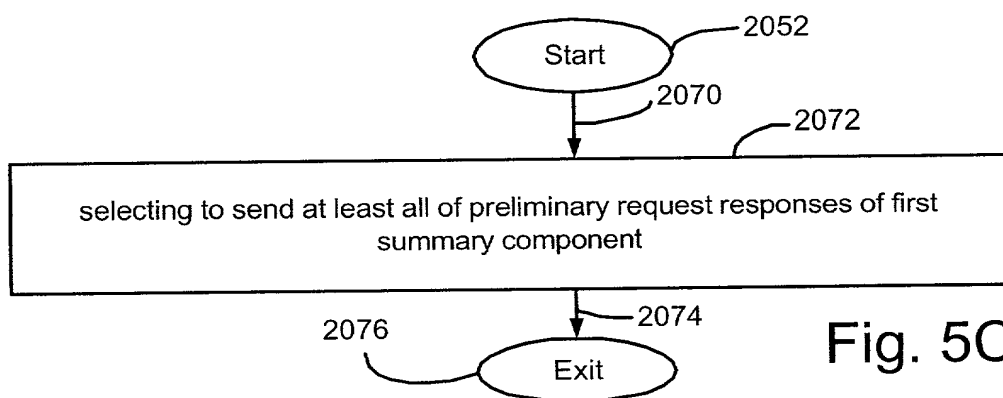 2052
Start
2070
2072
selecting to send at least all of preliminary request responses of first
summary component
2074
2076
Exit
Fig. 5C